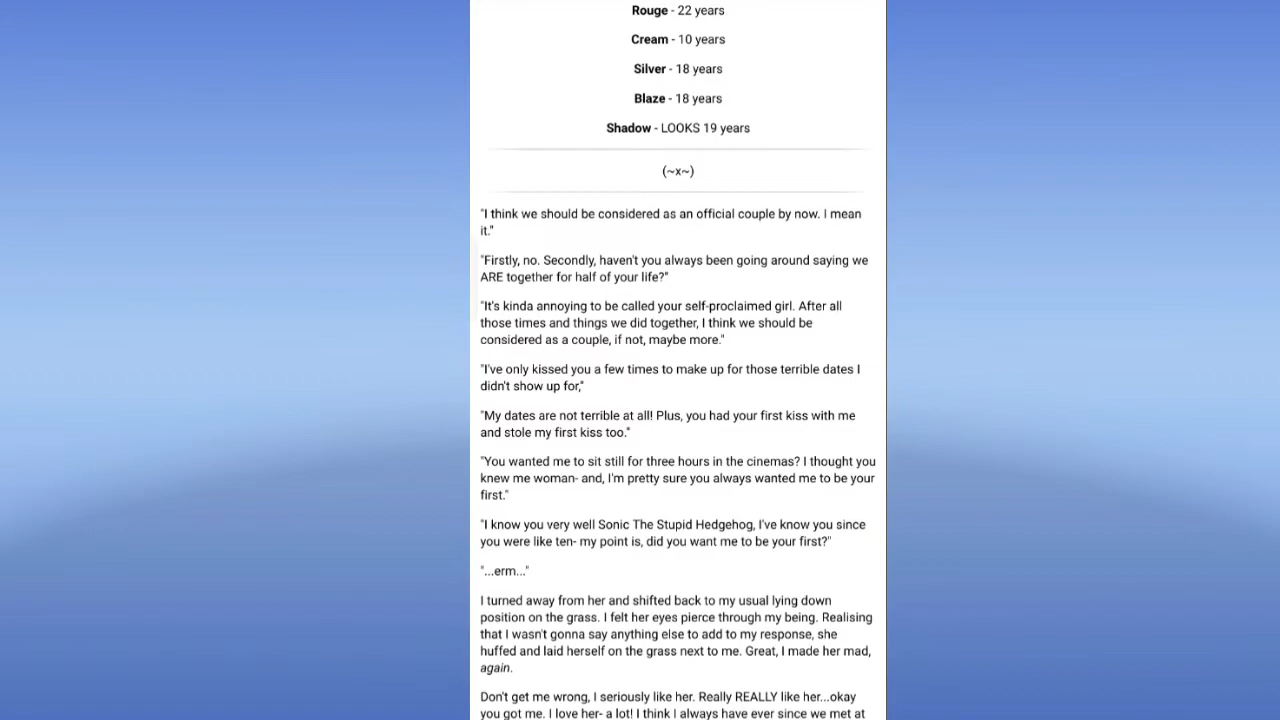 Rouge - 22 years
Cream - 10 years
Silver - 18 years
Blaze - 18 years
Shadow - LOOKS 19 years
(~x~)
"I think we should be considered as an official couple by now. I mean
it."
"Firstly, no. Secondly, haven't you always been going around saying we
ARE together for half of your life?"
"It's kinda annoying to be called your self-proclaimed girl. After all
those times and things we did together, I think we should be
considered as a couple, if not, maybe more."
"I've only kissed you a few times to make up for those terrible dates I
didn't show up for,"
"My dates are not terrible at all! Plus, you had your first kiss with me
and stole my first kiss too."
"You wanted me to sit still for three hours in the cinemas? I thought you
knew me woman- and, I'm pretty sure you always wanted me to be your
first."
"I know you very well Sonic The Stupid Hedgehog, I've know you since
you were like ten- my point is, did you want me to be your first?"
"...erm..."
I turned away from her and shifted back to my usual lying down
position on the grass. I felt her eyes pierce through my being. Realising
that I wasn't gonna say anything else to add to my response, she
huffed and laid herself on the grass next to me. Great, I made her mad,
again.
Don't get me wrong, I seriously like her. Really REALLY like her...okay
you got me. I love her- a lot! I think I always have ever since we met at